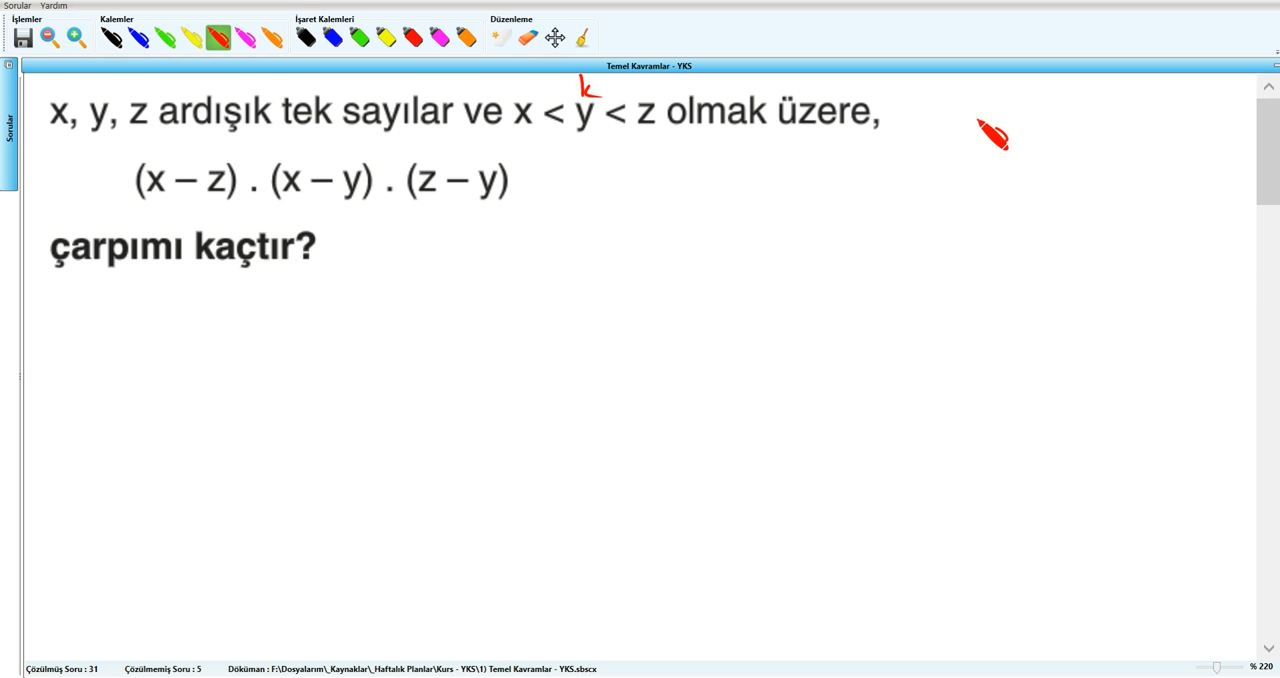 Sorular Yardım
İşlemler Kalemler İşaret Kalemleri Düzenleme
Temel Kavramlar - YKS
Sorular
k
x, y, z ardışık tek sayılar ve x < y < z olmak üzere,
(x – z) . (x – y) . (z – y)
çarpımı kaçtır?
Çözülmüş Soru : 31 Çözülmemiş Soru : 5 Döküman : F:\Dosyalarım\_Kaynaklar\_Haftalık Planlar\Kurs - YKS\1) Temel Kavramlar - YKS.sbscx % 220